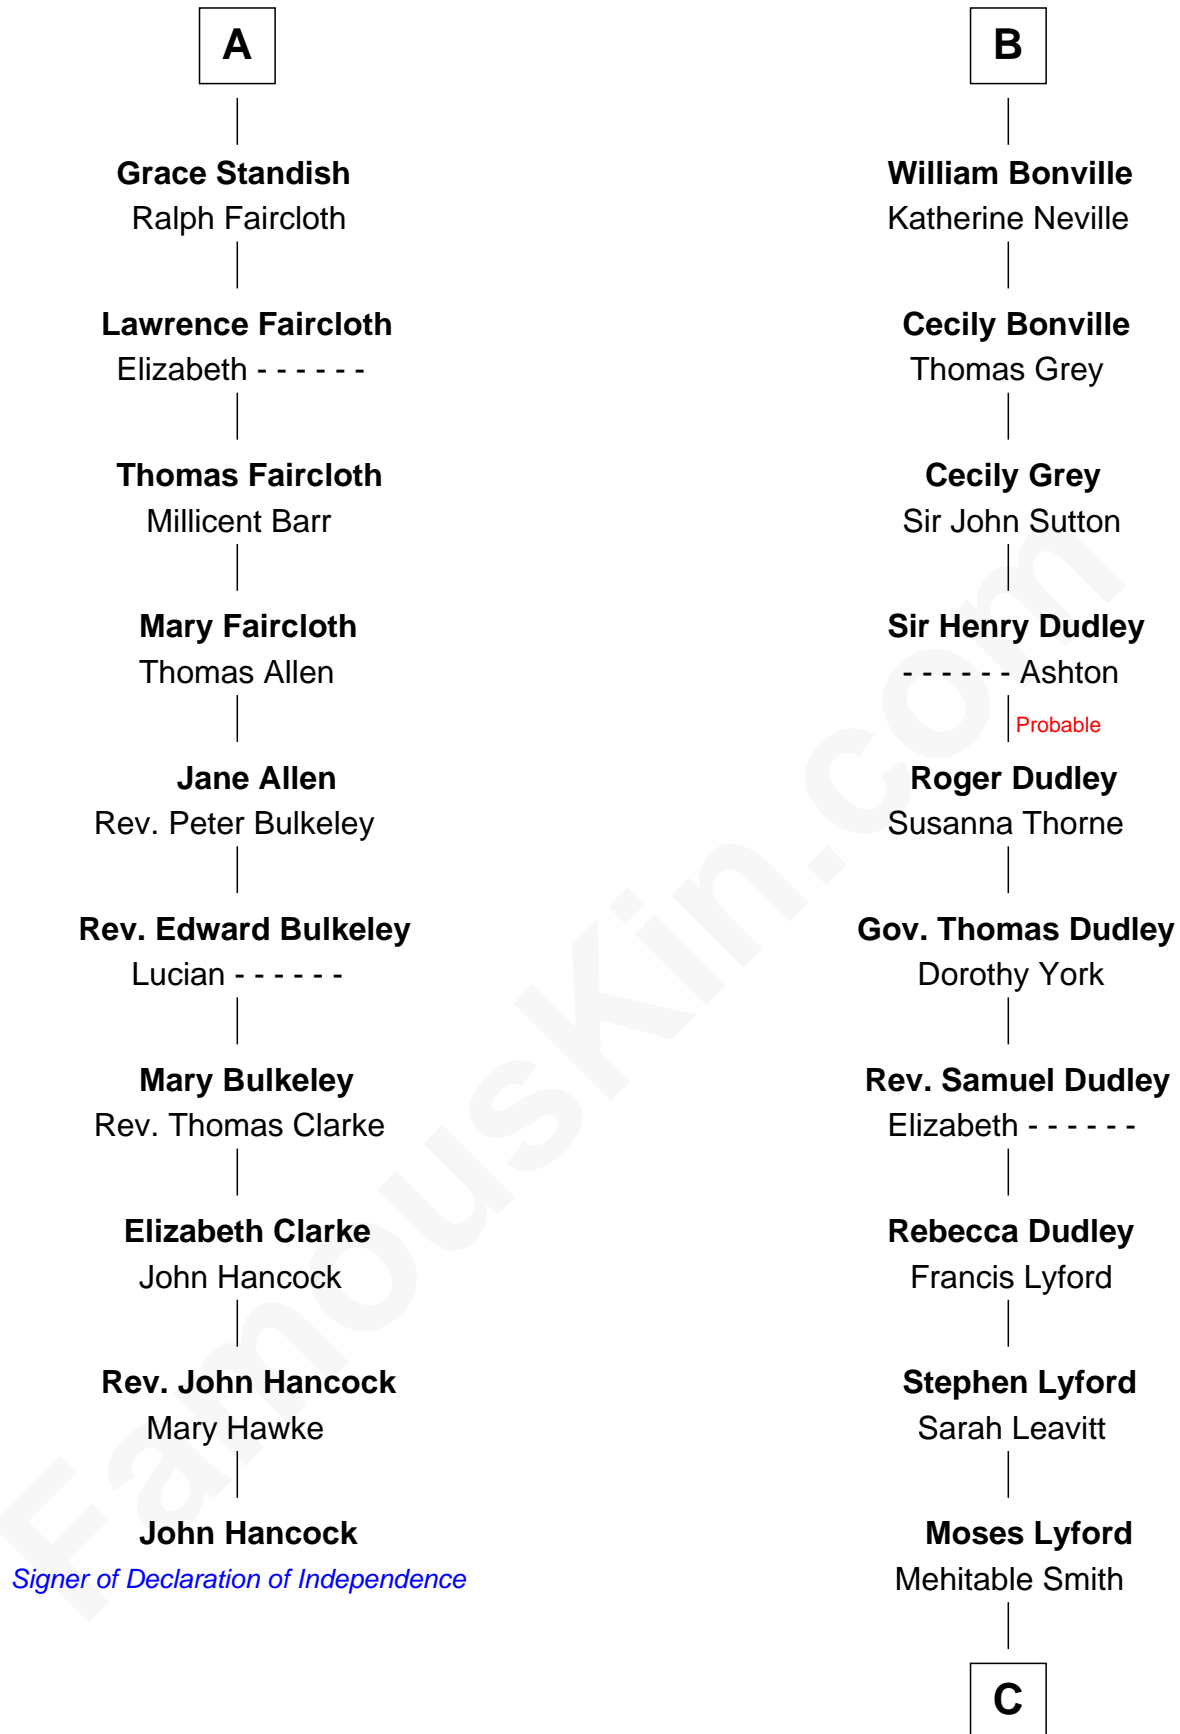 A
Grace Standish
Ralph Faircloth
Lawrence Faircloth
Elizabeth - - - - - -
Thomas Faircloth
Millicent Barr
Mary Faircloth
Thomas Allen
Jane Allen
Rev. Peter Bulkeley
Rev. Edward Bulkeley
Lucian - - - - - -
Mary Bulkeley
Rev. Thomas Clarke
Elizabeth Clarke
John Hancock
Rev. John Hancock
Mary Hawke
John Hancock
Signer of Declaration of Independence
B
William Bonville
Katherine Neville
Cecily Bonville
Thomas Grey
Cecily Grey
Sir John Sutton
Sir Henry Dudley
- - - - - - Ashton
Probable
Roger Dudley
Susanna Thorne
Gov. Thomas Dudley
Dorothy York
Rev. Samuel Dudley
Elizabeth - - - - - -
Rebecca Dudley
Francis Lyford
Stephen Lyford
Sarah Leavitt
Moses Lyford
Mehitable Smith
C
FamousKin.com